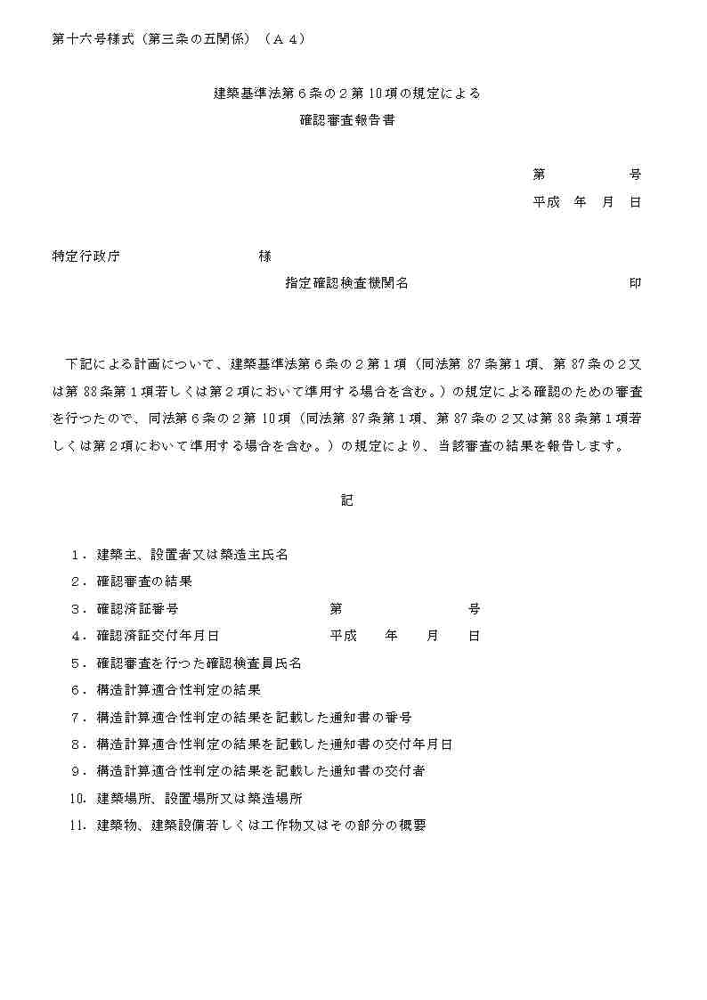 第十六号様式（第三条の五関係）（Ａ４）
建築基準法第６条の２第10項の規定による
確認審査報告書
第　　　　　　号
平成　年　月　日
特定行政庁　　　　　　　　　　様
指定確認検査機関名　　　　　　　　　　　　　　　　印
　下記による計画について、建築基準法第６条の２第１項（同法第87条第１項、第87条の２又
は第88条第１項若しくは第２項において準用する場合を含む。）の規定による確認のための審査
を行つたので、同法第６条の２第10項（同法第87条第１項、第87条の２又は第88条第１項若
しくは第２項において準用する場合を含む。）の規定により、当該審査の結果を報告します。
記
１．建築主、設置者又は築造主氏名
２．確認審査の結果
３．確認済証番号　　　　　　　　　　　第　　　　　　　　　号
４．確認済証交付年月日　　　　　　　　平成　　年　　月　　日
５．確認審査を行つた確認検査員氏名
６．構造計算適合性判定の結果
７．構造計算適合性判定の結果を記載した通知書の番号
８．構造計算適合性判定の結果を記載した通知書の交付年月日
９．構造計算適合性判定の結果を記載した通知書の交付者
10．建築場所、設置場所又は築造場所
11．建築物、建築設備若しくは工作物又はその部分の概要